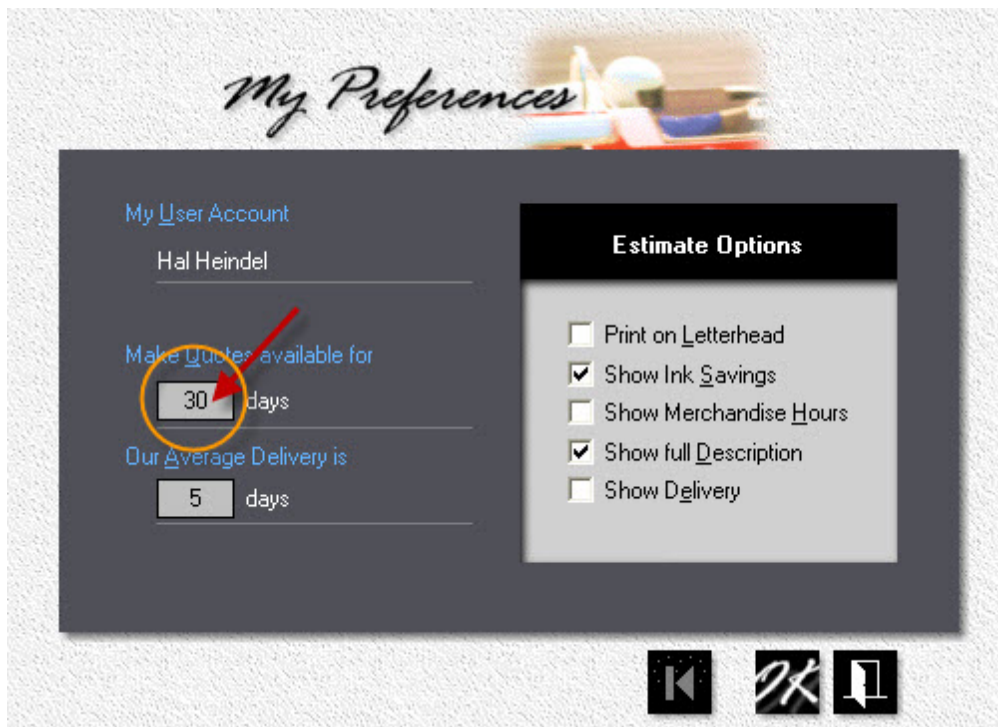 My Preferences
My User Account
Hal Heindel
Make Quotes available for
30 days
Our Average Delivery is
5 days
Estimate Options
Print on Letterhead
Show Ink Savings
Show Merchandise Hours
Show full Description
Show Delivery
OK